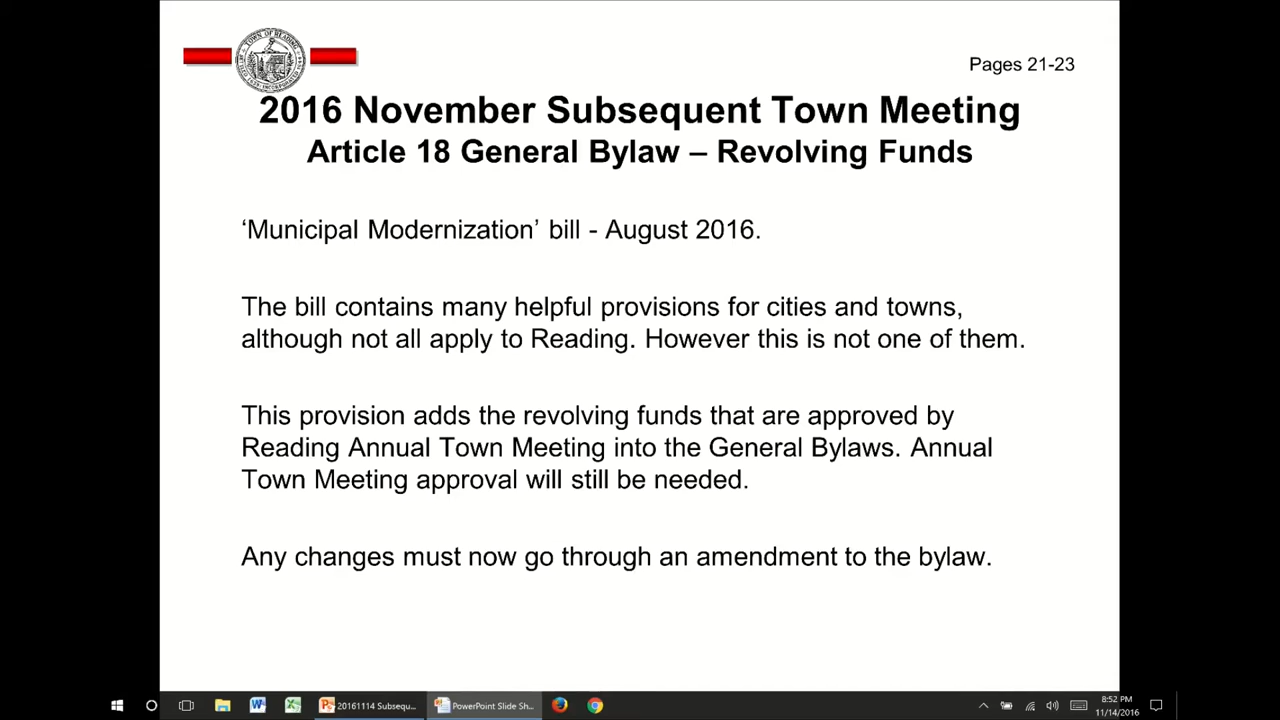 TOWN OF READING
Pages 21-23
2016 November Subsequent Town Meeting
Article 18 General Bylaw – Revolving Funds
‘Municipal Modernization’ bill - August 2016.
The bill contains many helpful provisions for cities and towns,
although not all apply to Reading. However this is not one of them.
This provision adds the revolving funds that are approved by
Reading Annual Town Meeting into the General Bylaws. Annual
Town Meeting approval will still be needed.
Any changes must now go through an amendment to the bylaw.
20161114 Subsequ...
PowerPoint Slide Sh...
8:52 PM
11/14/2016